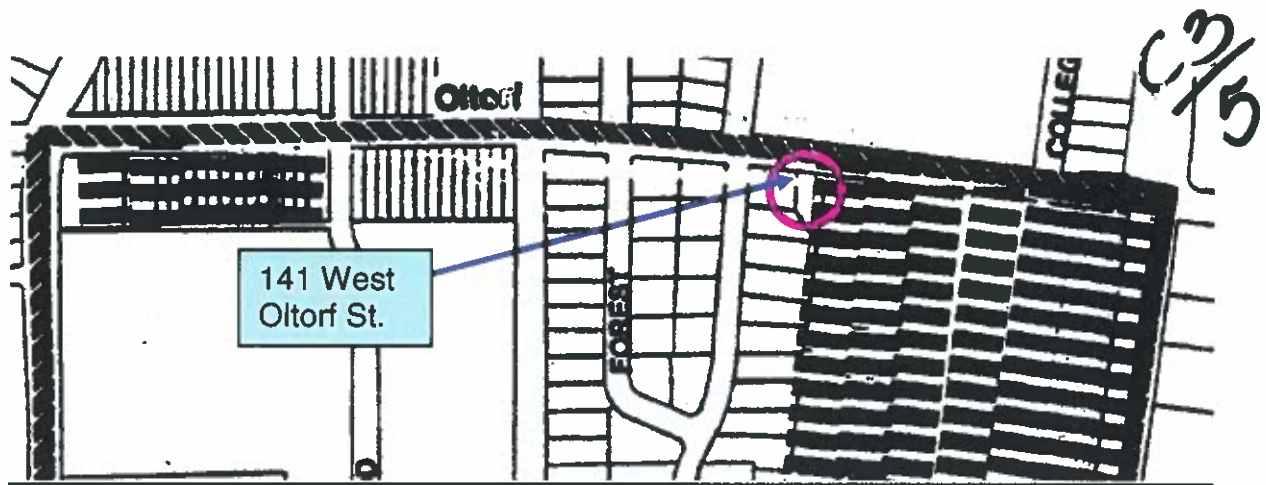 C3/5
Oltorf
COLLEG
141 West
Oltorf St.
FOREST
D